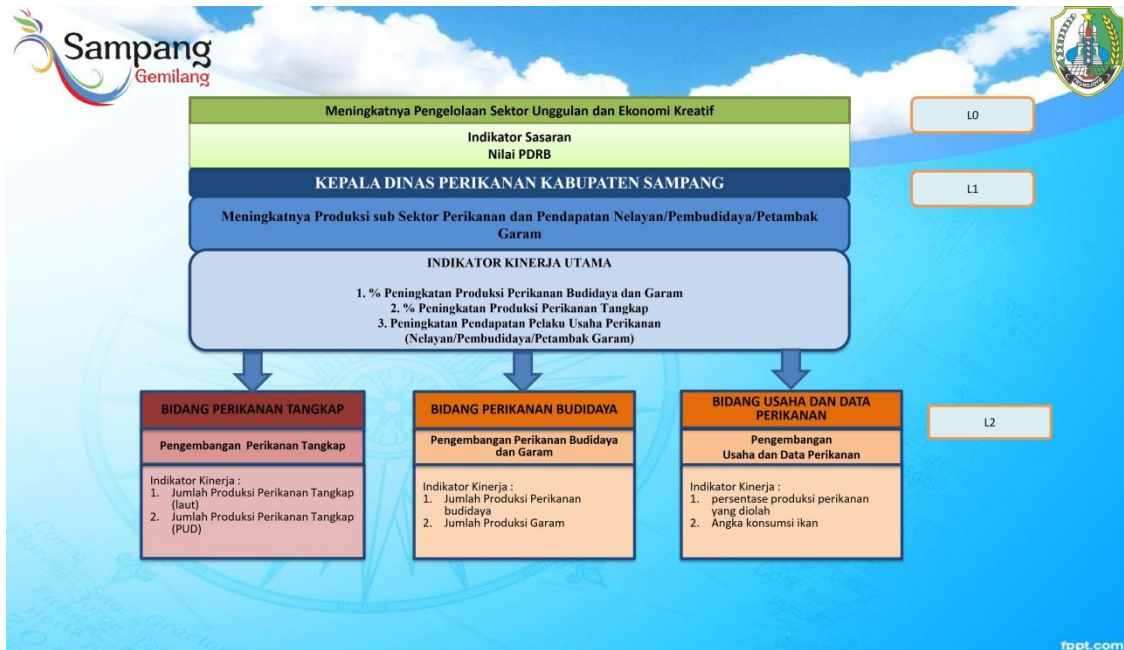 Sampang
Gemilang
Meningkatnya Pengelolaan Sektor Unggulan dan Ekonomi Kreatif
L0
Indikator Sasaran
Nilai PDRB
KEPALA DINAS PERIKANAN KABUPATEN SAMPANG
L1
Meningkatnya Produksi sub Sektor Perikanan dan Pendapatan Nelayan/Pembudidaya/Petambak
Garam
INDIKATOR KINERJA UTAMA
1. % Peningkatan Produksi Perikanan Budidaya dan Garam
2. % Peningkatan Produksi Perikanan Tangkap
3. Peningkatan Pendapatan Pelaku Usaha Perikanan
(Nelayan/Pembudidaya/Petambak Garam)
BIDANG PERIKANAN TANGKAP
Pengembangan Perikanan Tangkap
Indikator Kinerja :
1. Jumlah Produksi Perikanan Tangkap
(laut)
2. Jumlah Produksi Perikanan Tangkap
(PUD)
BIDANG PERIKANAN BUDIDAYA
Pengembangan Perikanan Budidaya
dan Garam
Indikator Kinerja :
1. Jumlah Produksi Perikanan
budidaya
2. Jumlah Produksi Garam
BIDANG USAHA DAN DATA
PERIKANAN
Pengembangan
Usaha dan Data Perikanan
Indikator Kinerja :
1. persentase produksi perikanan
yang diolah
2. Angka konsumsi ikan
L2
fppt.com